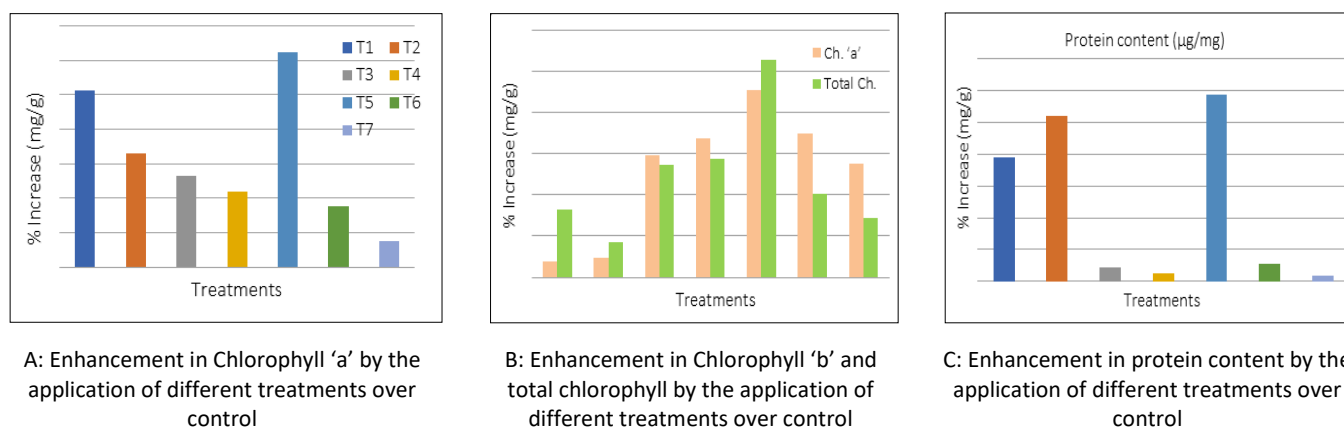 T1 T2
T3 T4
T5 T6
T7
% Increase (mg/g)
Treatments
A: Enhancement in Chlorophyll ‘a’ by the
application of different treatments over
control
Ch. ‘a’
Total Ch.
% Increase (mg/g)
Treatments
B: Enhancement in Chlorophyll ‘b’ and
total chlorophyll by the application of
different treatments over control
Protein content (µg/mg)
% Increase (mg/g)
Treatments
C: Enhancement in protein content by the
application of different treatments over
control